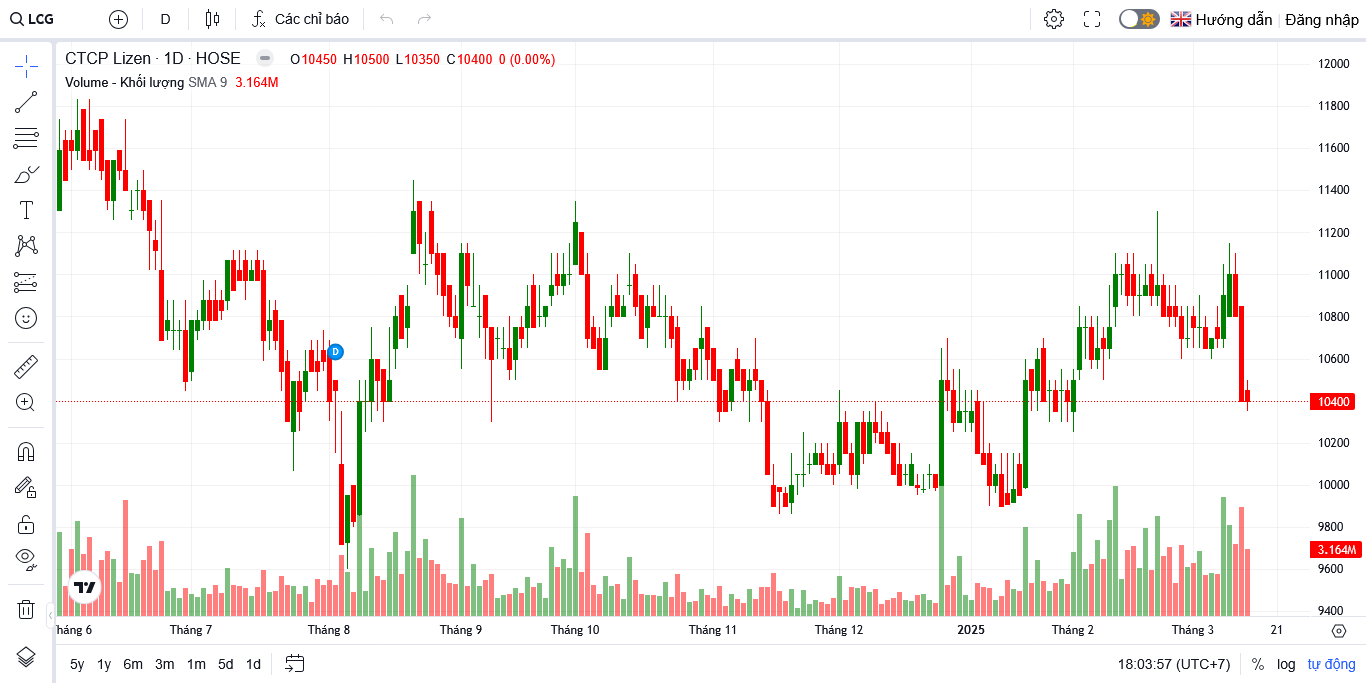 LCG D Các chỉ báo Hướng dẫn Đăng nhập
CTCP Lizen · 1D · HOSE O10450 H10500 L10350 C10400 0 (0.00%)
Volume - Khối lượng SMA 9 3.164M
12000
11800
11600
11400
11200
11000
10800
10600
D
10400
10200
10000
9800
3.164M
9600
9400
háng 6 Tháng 7 Tháng 8 Tháng 9 Tháng 10 Tháng 11 Tháng 12 2025 Tháng 2 Tháng 3 21
5y 1y 6m 3m 1m 5d 1d 18:03:57 (UTC+7) % log tự động